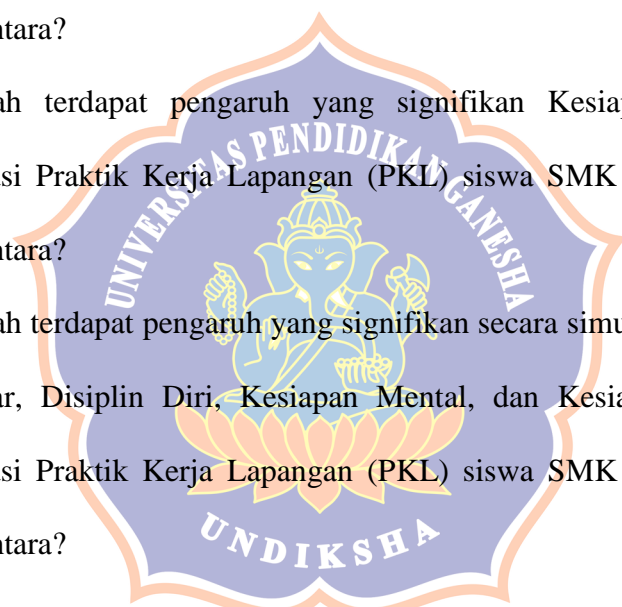 ntara?
ah terdapat pengaruh yang signifikan Kesiap
si Praktik Kerja Lapangan (PKL) siswa SMK
ntara?
ah terdapat pengaruh yang signifikan secara simu
ar, Disiplin Diri, Kesiapan Mental, dan Kesia
si Praktik Kerja Lapangan (PKL) siswa SMK
ntara?
UNIVERSITAS PENDIDIKAN GANESHA
UNDIKSHA